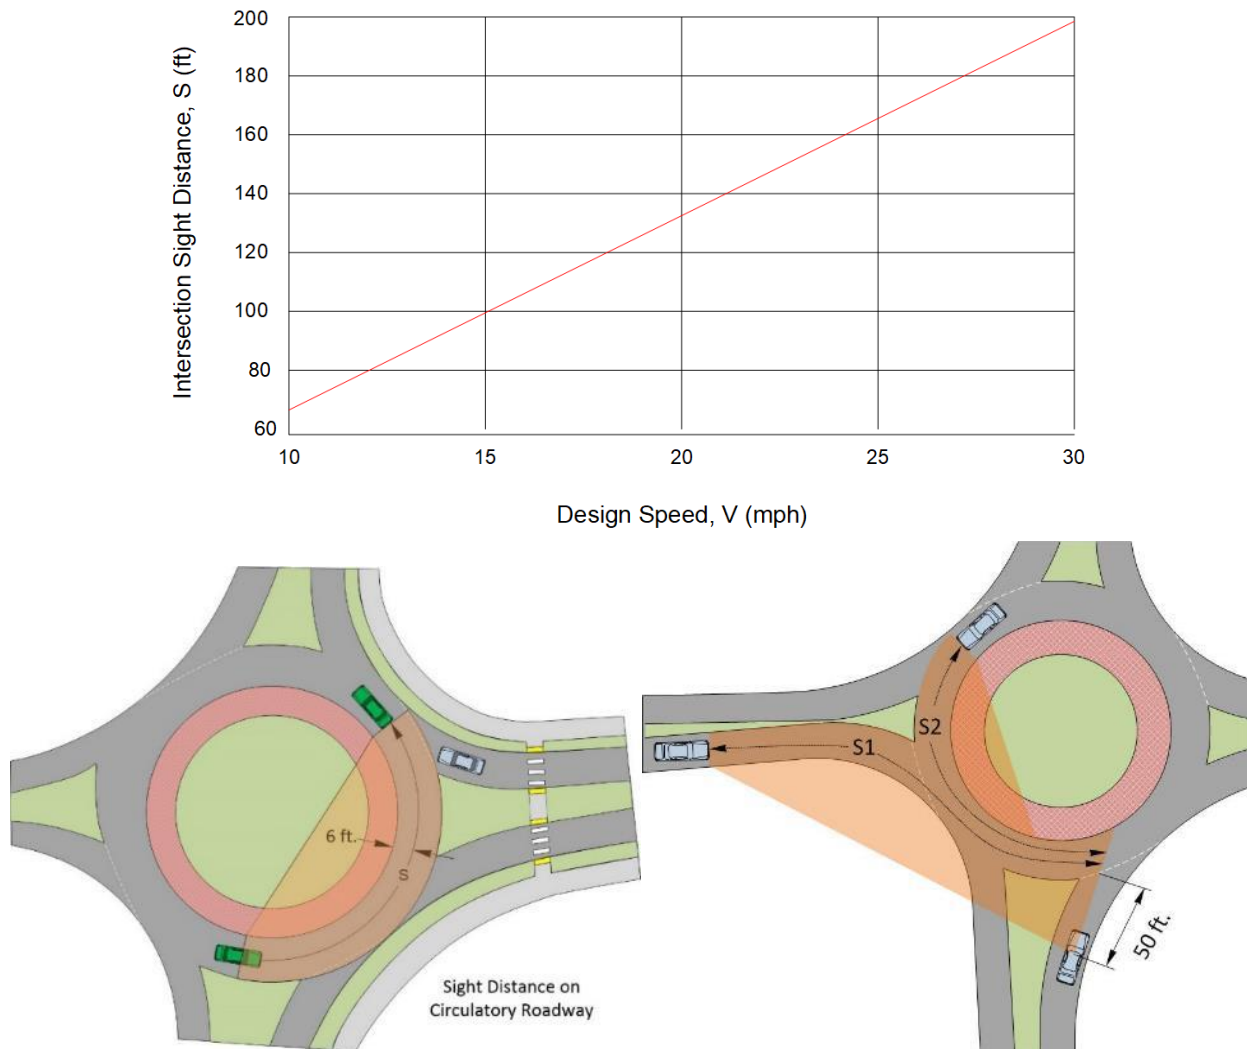 200
180
160
140
120
100
80
60
Intersection Sight Distance, S (ft)
10 15 20 25 30
Design Speed, V (mph)
6 ft.
S
Sight Distance on
Circulatory Roadway
S1
S2
50 ft.